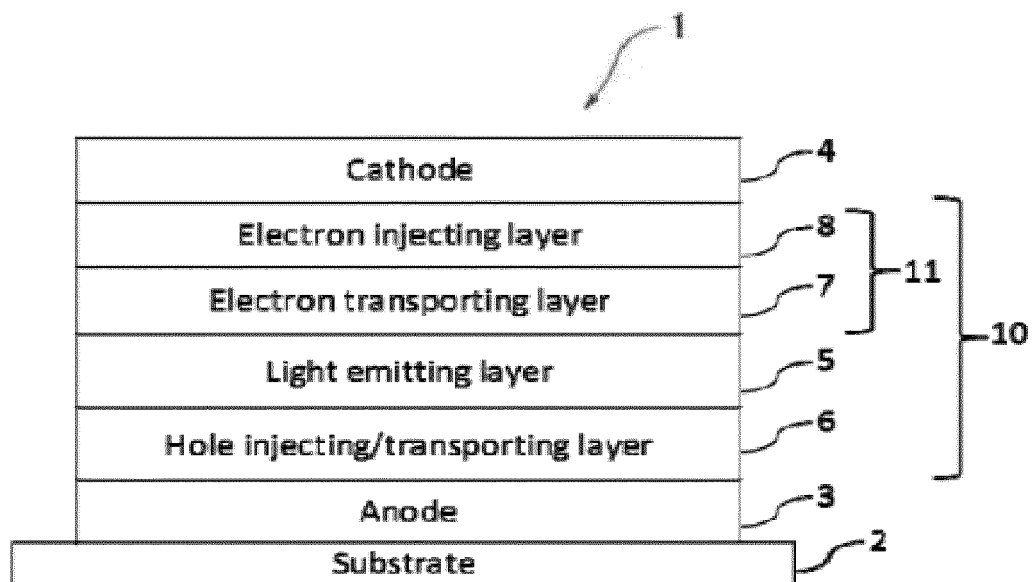 1
Cathode 4
Electron injecting layer 8
Electron transporting layer 7
11
10
Light emitting layer 5
Hole injecting/transporting layer 6
Anode 3
Substrate 2